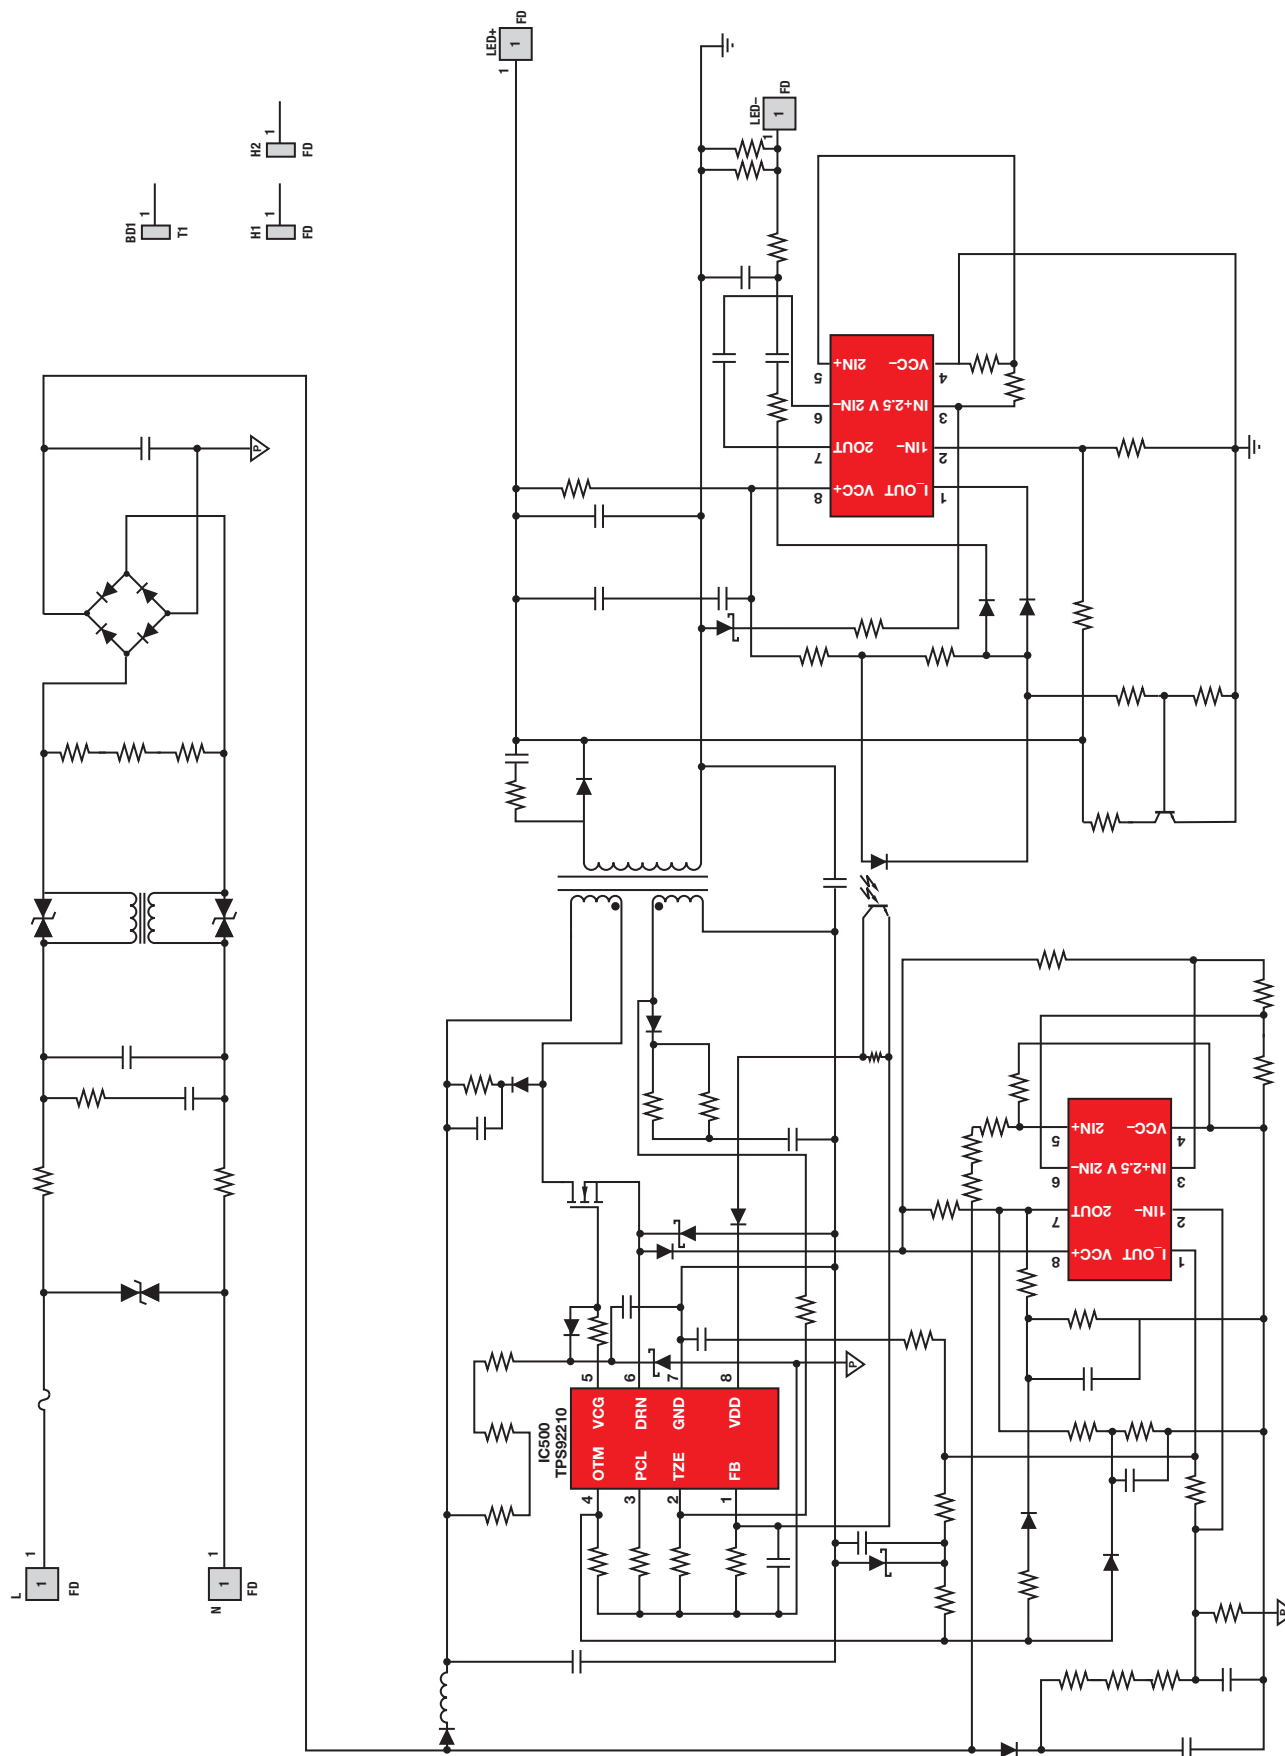 LED+
1
FD
1
LED−
1
FD
1
H2
1
FD
BD1
1
T1
H1
1
FD
P
2IN+ VCC−
5 4
2IN− IN+2.5 V
6 3
2OUT 1IN−
7 2
VCC+ I_OUT
8 1
2IN+ VCC−
5 4
2IN− IN+2.5 V
6 3
2OUT 1IN−
7 2
VCC+ I_OUT
8 1
P
IC500
TPS92210
5 6 7 8
VCG DRN GND VDD
OTM PCL TZE FB
4 3 2 1
L
1
1
FD
N
1
1
FD
P